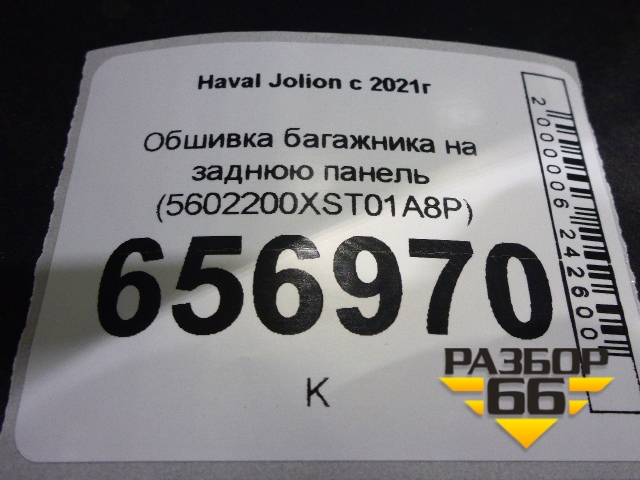 Haval Jolion с 2021г
Обшивка багажника на
заднюю панель
(5602200XST01A8P)
656970
К
2000006242600
РАЗБОР
66